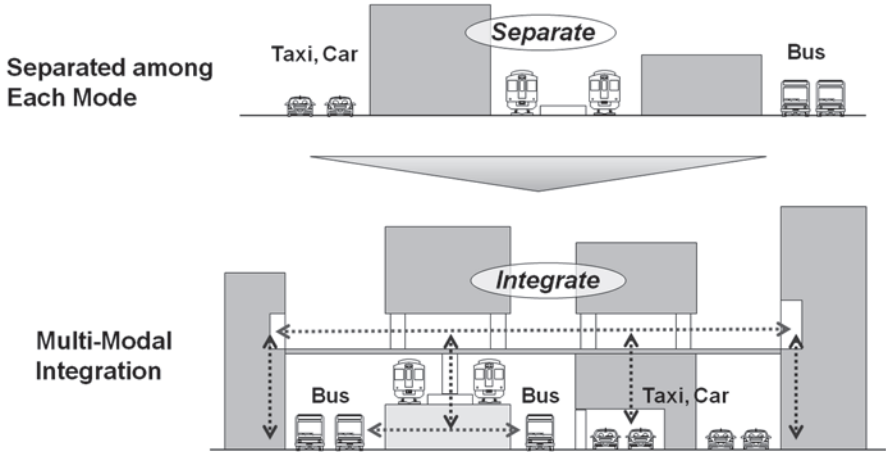 Separate
Taxi, Car
Bus
Separated among
Each Mode
Integrate
Multi-Modal
Integration
Bus
Bus
Taxi, Car